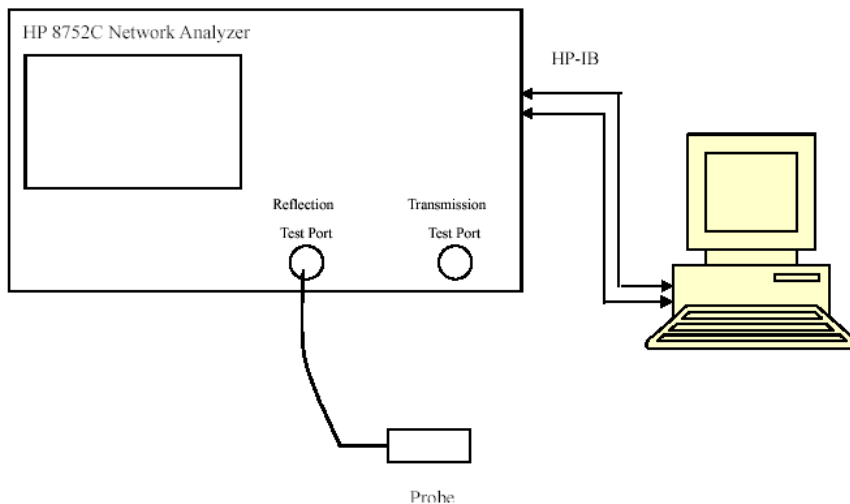 HP 8752C Network Analyzer
HP-IB
Reflection
Test Port
Transmission
Test Port
Probe